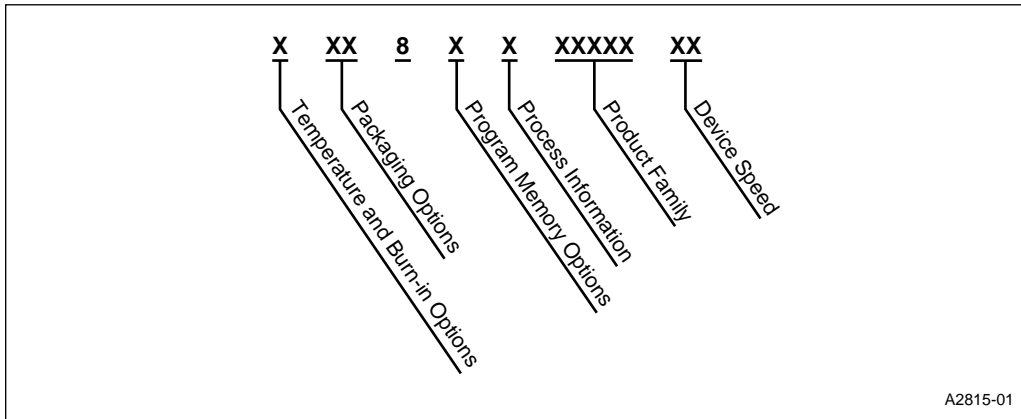 X XX 8 X X XXXXX XX
Temperature and Burn-in Options
Packaging Options
Program Memory Options
Process Information
Product Family
Device Speed
A2815-01